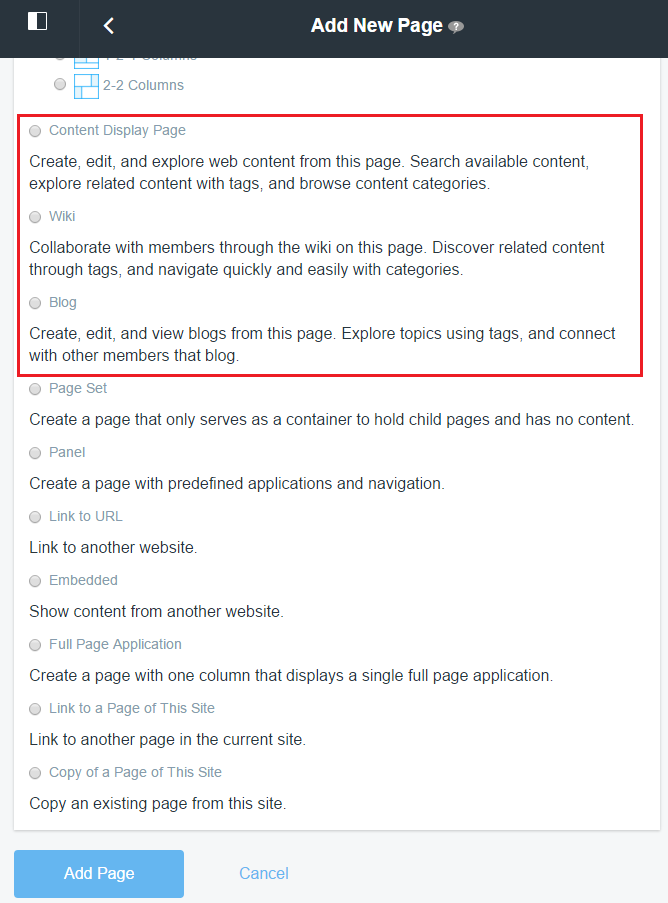 Add New Page ?
1-2-1 Columns
2-2 Columns
Content Display Page
Create, edit, and explore web content from this page. Search available content,
explore related content with tags, and browse content categories.
Wiki
Collaborate with members through the wiki on this page. Discover related content
through tags, and navigate quickly and easily with categories.
Blog
Create, edit, and view blogs from this page. Explore topics using tags, and connect
with other members that blog.
Page Set
Create a page that only serves as a container to hold child pages and has no content.
Panel
Create a page with predefined applications and navigation.
Link to URL
Link to another website.
Embedded
Show content from another website.
Full Page Application
Create a page with one column that displays a single full page application.
Link to a Page of This Site
Link to another page in the current site.
Copy of a Page of This Site
Copy an existing page from this site.
Add Page
Cancel